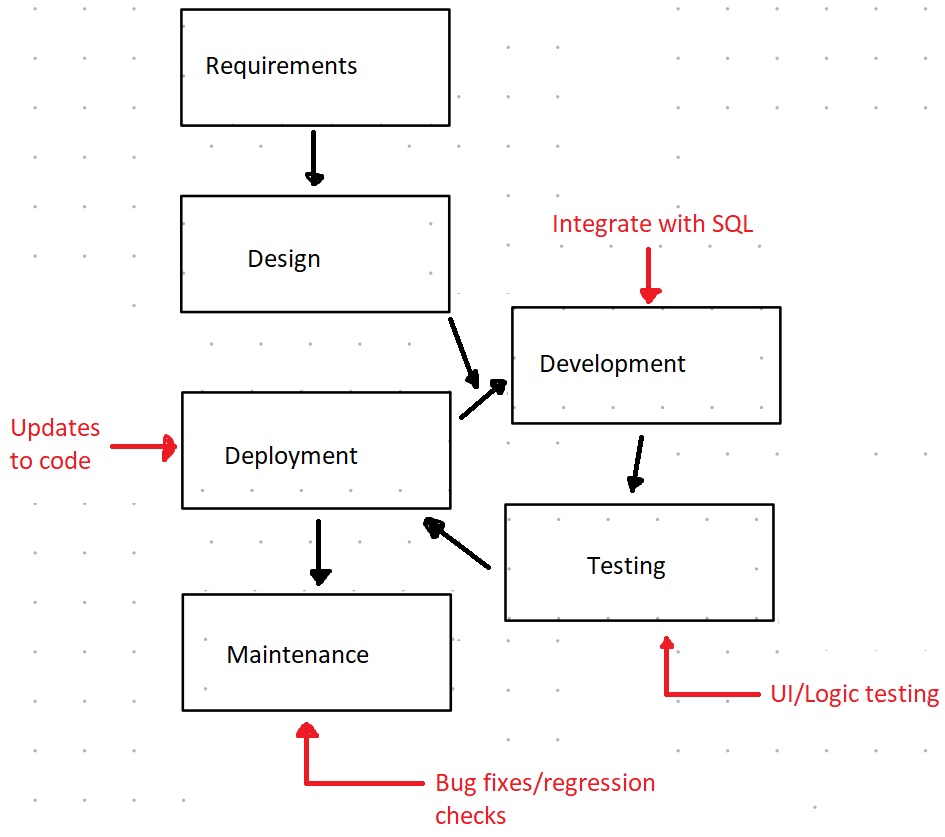 Requirements
Design
Integrate with SQL
Development
Updates
to code
Deployment
Testing
Maintenance
UI/Logic testing
Bug fixes/regression
checks